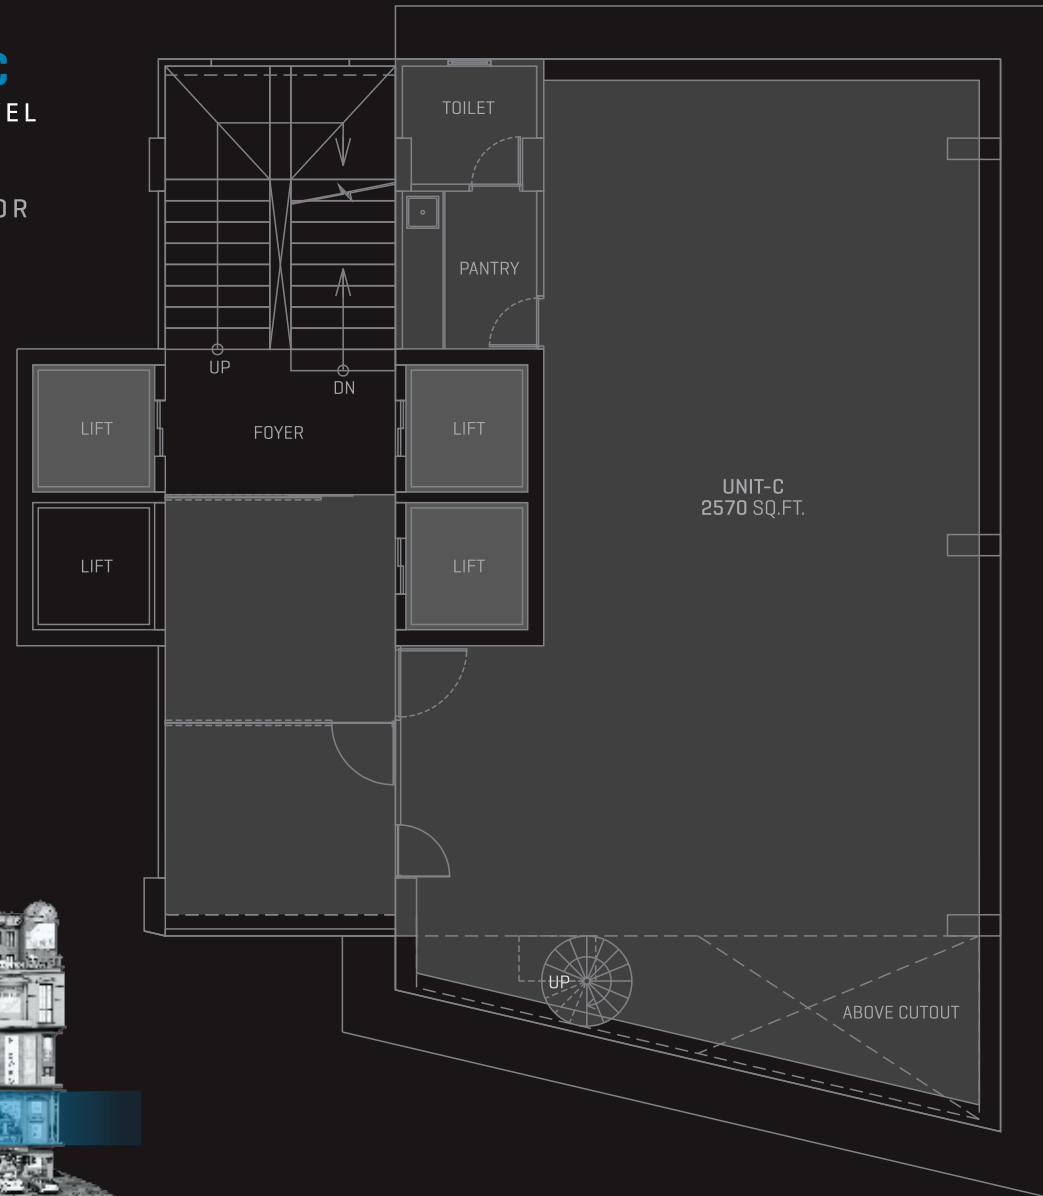 C
EL
OR
TOILET
PANTRY
UP
DN
LIFT
FOYER
LIFT
UNIT-C
2570 SQ.FT.
LIFT
LIFT
UP
ABOVE CUTOUT